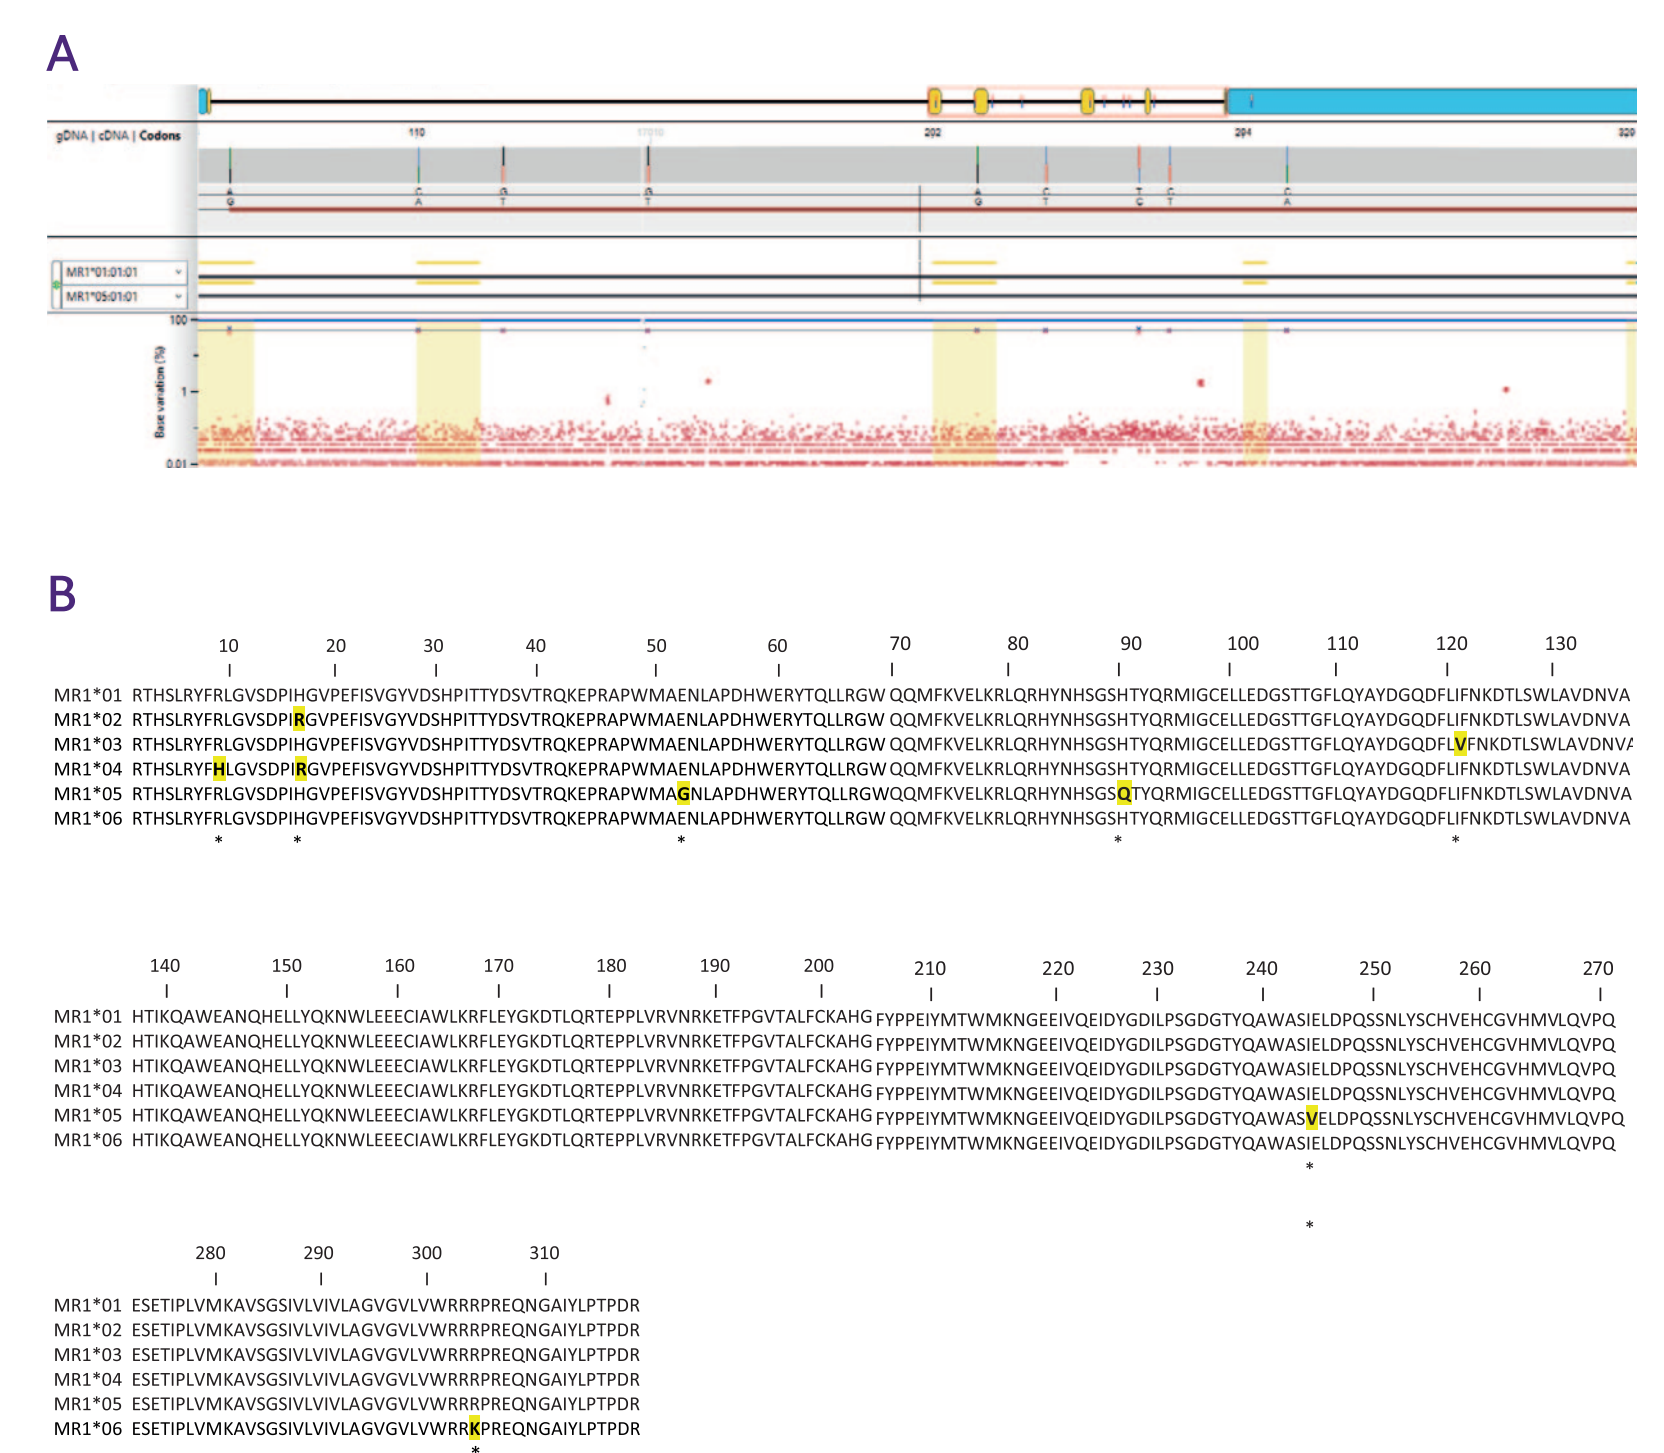 A
gDNA | cDNA | Codons
110 17010 202 294 320
A C G G A C T C C
G A T T G T C T A
MR1*01:01:01
MR1*05:01:01
100
1
0.01
Base variation (%)
B
10 20 30 40 50 60 70 80 90 100 110 120 130
MR1*01 RTHSLRYFRLGVSDPIHGVPEFISVGYVDSHPITTYDSVTRQKEPRAPWMAENLAPDHWERYTQLLRGW QQMFKVELKRLQRHYNHSGSHTYQRMIGCELLEDGSTTGFLQYAYDGQDFLIFNKDTLSWLAVDNVA
MR1*02 RTHSLRYFRLGVSDPIRGVPEFISVGYVDSHPITTYDSVTRQKEPRAPWMAENLAPDHWERYTQLLRGW QQMFKVELKRLQRHYNHSGSHTYQRMIGCELLEDGSTTGFLQYAYDGQDFLIFNKDTLSWLAVDNVA
MR1*03 RTHSLRYFRLGVSDPIHGVPEFISVGYVDSHPITTYDSVTRQKEPRAPWMAENLAPDHWERYTQLLRGW QQMFKVELKRLQRHYNHSGSHTYQRMIGCELLEDGSTTGFLQYAYDGQDFLVFNKDTLSWLAVDNVA
MR1*04 RTHSLRYFHLGVSDPIRGVPEFISVGYVDSHPITTYDSVTRQKEPRAPWMAENLAPDHWERYTQLLRGW QQMFKVELKRLQRHYNHSGSHTYQRMIGCELLEDGSTTGFLQYAYDGQDFLIFNKDTLSWLAVDNVA
MR1*05 RTHSLRYFRLGVSDPIHGVPEFISVGYVDSHPITTYDSVTRQKEPRAPWMAGNLAPDHWERYTQLLRGWQQMFKVELKRLQRHYNHSGSQTYQRMIGCELLEDGSTTGFLQYAYDGQDFLIFNKDTLSWLAVDNVA
MR1*06 RTHSLRYFRLGVSDPIHGVPEFISVGYVDSHPITTYDSVTRQKEPRAPWMAENLAPDHWERYTQLLRGW QQMFKVELKRLQRHYNHSGSHTYQRMIGCELLEDGSTTGFLQYAYDGQDFLIFNKDTLSWLAVDNVA
* * * * *
140 150 160 170 180 190 200 210 220 230 240 250 260 270
MR1*01 HTIKQAWEANQHELLYQKNWLEEECIAWLKRFLEYGKDTLQRTEPPLVRVNRKETFPGVTALFCKAHG FYPPEIYMTWMKNGEEIVQEIDYGDILPSGDGTYQAWASIELDPQSSNLYSCHVEHCGVHMVLQVPQ
MR1*02 HTIKQAWEANQHELLYQKNWLEEECIAWLKRFLEYGKDTLQRTEPPLVRVNRKETFPGVTALFCKAHG FYPPEIYMTWMKNGEEIVQEIDYGDILPSGDGTYQAWASIELDPQSSNLYSCHVEHCGVHMVLQVPQ
MR1*03 HTIKQAWEANQHELLYQKNWLEEECIAWLKRFLEYGKDTLQRTEPPLVRVNRKETFPGVTALFCKAHG FYPPEIYMTWMKNGEEIVQEIDYGDILPSGDGTYQAWASIELDPQSSNLYSCHVEHCGVHMVLQVPQ
MR1*04 HTIKQAWEANQHELLYQKNWLEEECIAWLKRFLEYGKDTLQRTEPPLVRVNRKETFPGVTALFCKAHG FYPPEIYMTWMKNGEEIVQEIDYGDILPSGDGTYQAWASIELDPQSSNLYSCHVEHCGVHMVLQVPQ
MR1*05 HTIKQAWEANQHELLYQKNWLEEECIAWLKRFLEYGKDTLQRTEPPLVRVNRKETFPGVTALFCKAHG FYPPEIYMTWMKNGEEIVQEIDYGDILPSGDGTYQAWASVELDPQSSNLYSCHVEHCGVHMVLQVPQ
MR1*06 HTIKQAWEANQHELLYQKNWLEEECIAWLKRFLEYGKDTLQRTEPPLVRVNRKETFPGVTALFCKAHG FYPPEIYMTWMKNGEEIVQEIDYGDILPSGDGTYQAWASIELDPQSSNLYSCHVEHCGVHMVLQVPQ
*
*
280 290 300 310
MR1*01 ESETIPLVMKAVSGSIVLVIVLAGVGVLVWRRRPREQNGAIYLPTPDR
MR1*02 ESETIPLVMKAVSGSIVLVIVLAGVGVLVWRRRPREQNGAIYLPTPDR
MR1*03 ESETIPLVMKAVSGSIVLVIVLAGVGVLVWRRRPREQNGAIYLPTPDR
MR1*04 ESETIPLVMKAVSGSIVLVIVLAGVGVLVWRRRPREQNGAIYLPTPDR
MR1*05 ESETIPLVMKAVSGSIVLVIVLAGVGVLVWRRRPREQNGAIYLPTPDR
MR1*06 ESETIPLVMKAVSGSIVLVIVLAGVGVLVWRRKPREQNGAIYLPTPDR
*